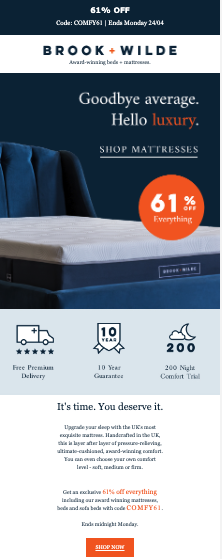 61% OFF
Code: COMFY61 | Ends Monday 24/04
BROOK + WILDE
Award-winning beds + mattresses.
Goodbye average.
Hello luxury.
SHOP MATTRESSES
61% OFF
Everything
BROOK + WILDE
10 YEAR
200
Free Premium Delivery
10 Year Guarantee
200 Night Comfort Trial
It's time. You deserve it.
Upgrade your sleep with the UK's most
exquisite mattress. Handcrafted in the UK,
this is layer after layer of pressure-relieving,
ultimate-cushioned, award-winning comfort.
You can even choose your own comfort
level - soft, medium or firm.
Get an exclusive 61% off everything
including our award winning mattresses,
beds and sofa beds with code COMFY61.
Ends midnight Monday.
SHOP NOW